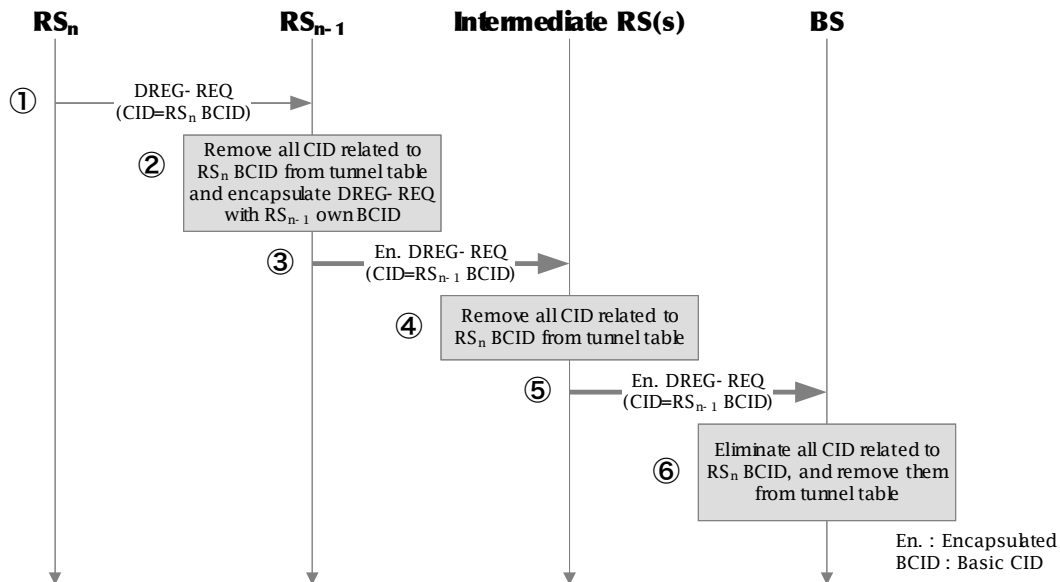 RSₙ RSₙ₋₁ Intermediate RS(s) BS
① DREG- REQ
(CID=RSₙ BCID)
② Remove all CID related to
RSₙ BCID from tunnel table
and encapsulate DREG- REQ
with RSₙ₋₁ own BCID
③ En. DREG- REQ
(CID=RSₙ₋₁ BCID)
④ Remove all CID related to
RSₙ BCID from tunnel table
⑤ En. DREG- REQ
(CID=RSₙ₋₁ BCID)
⑥ Eliminate all CID related to
RSₙ BCID, and remove them
from tunnel table
En. : Encapsulated
BCID : Basic CID